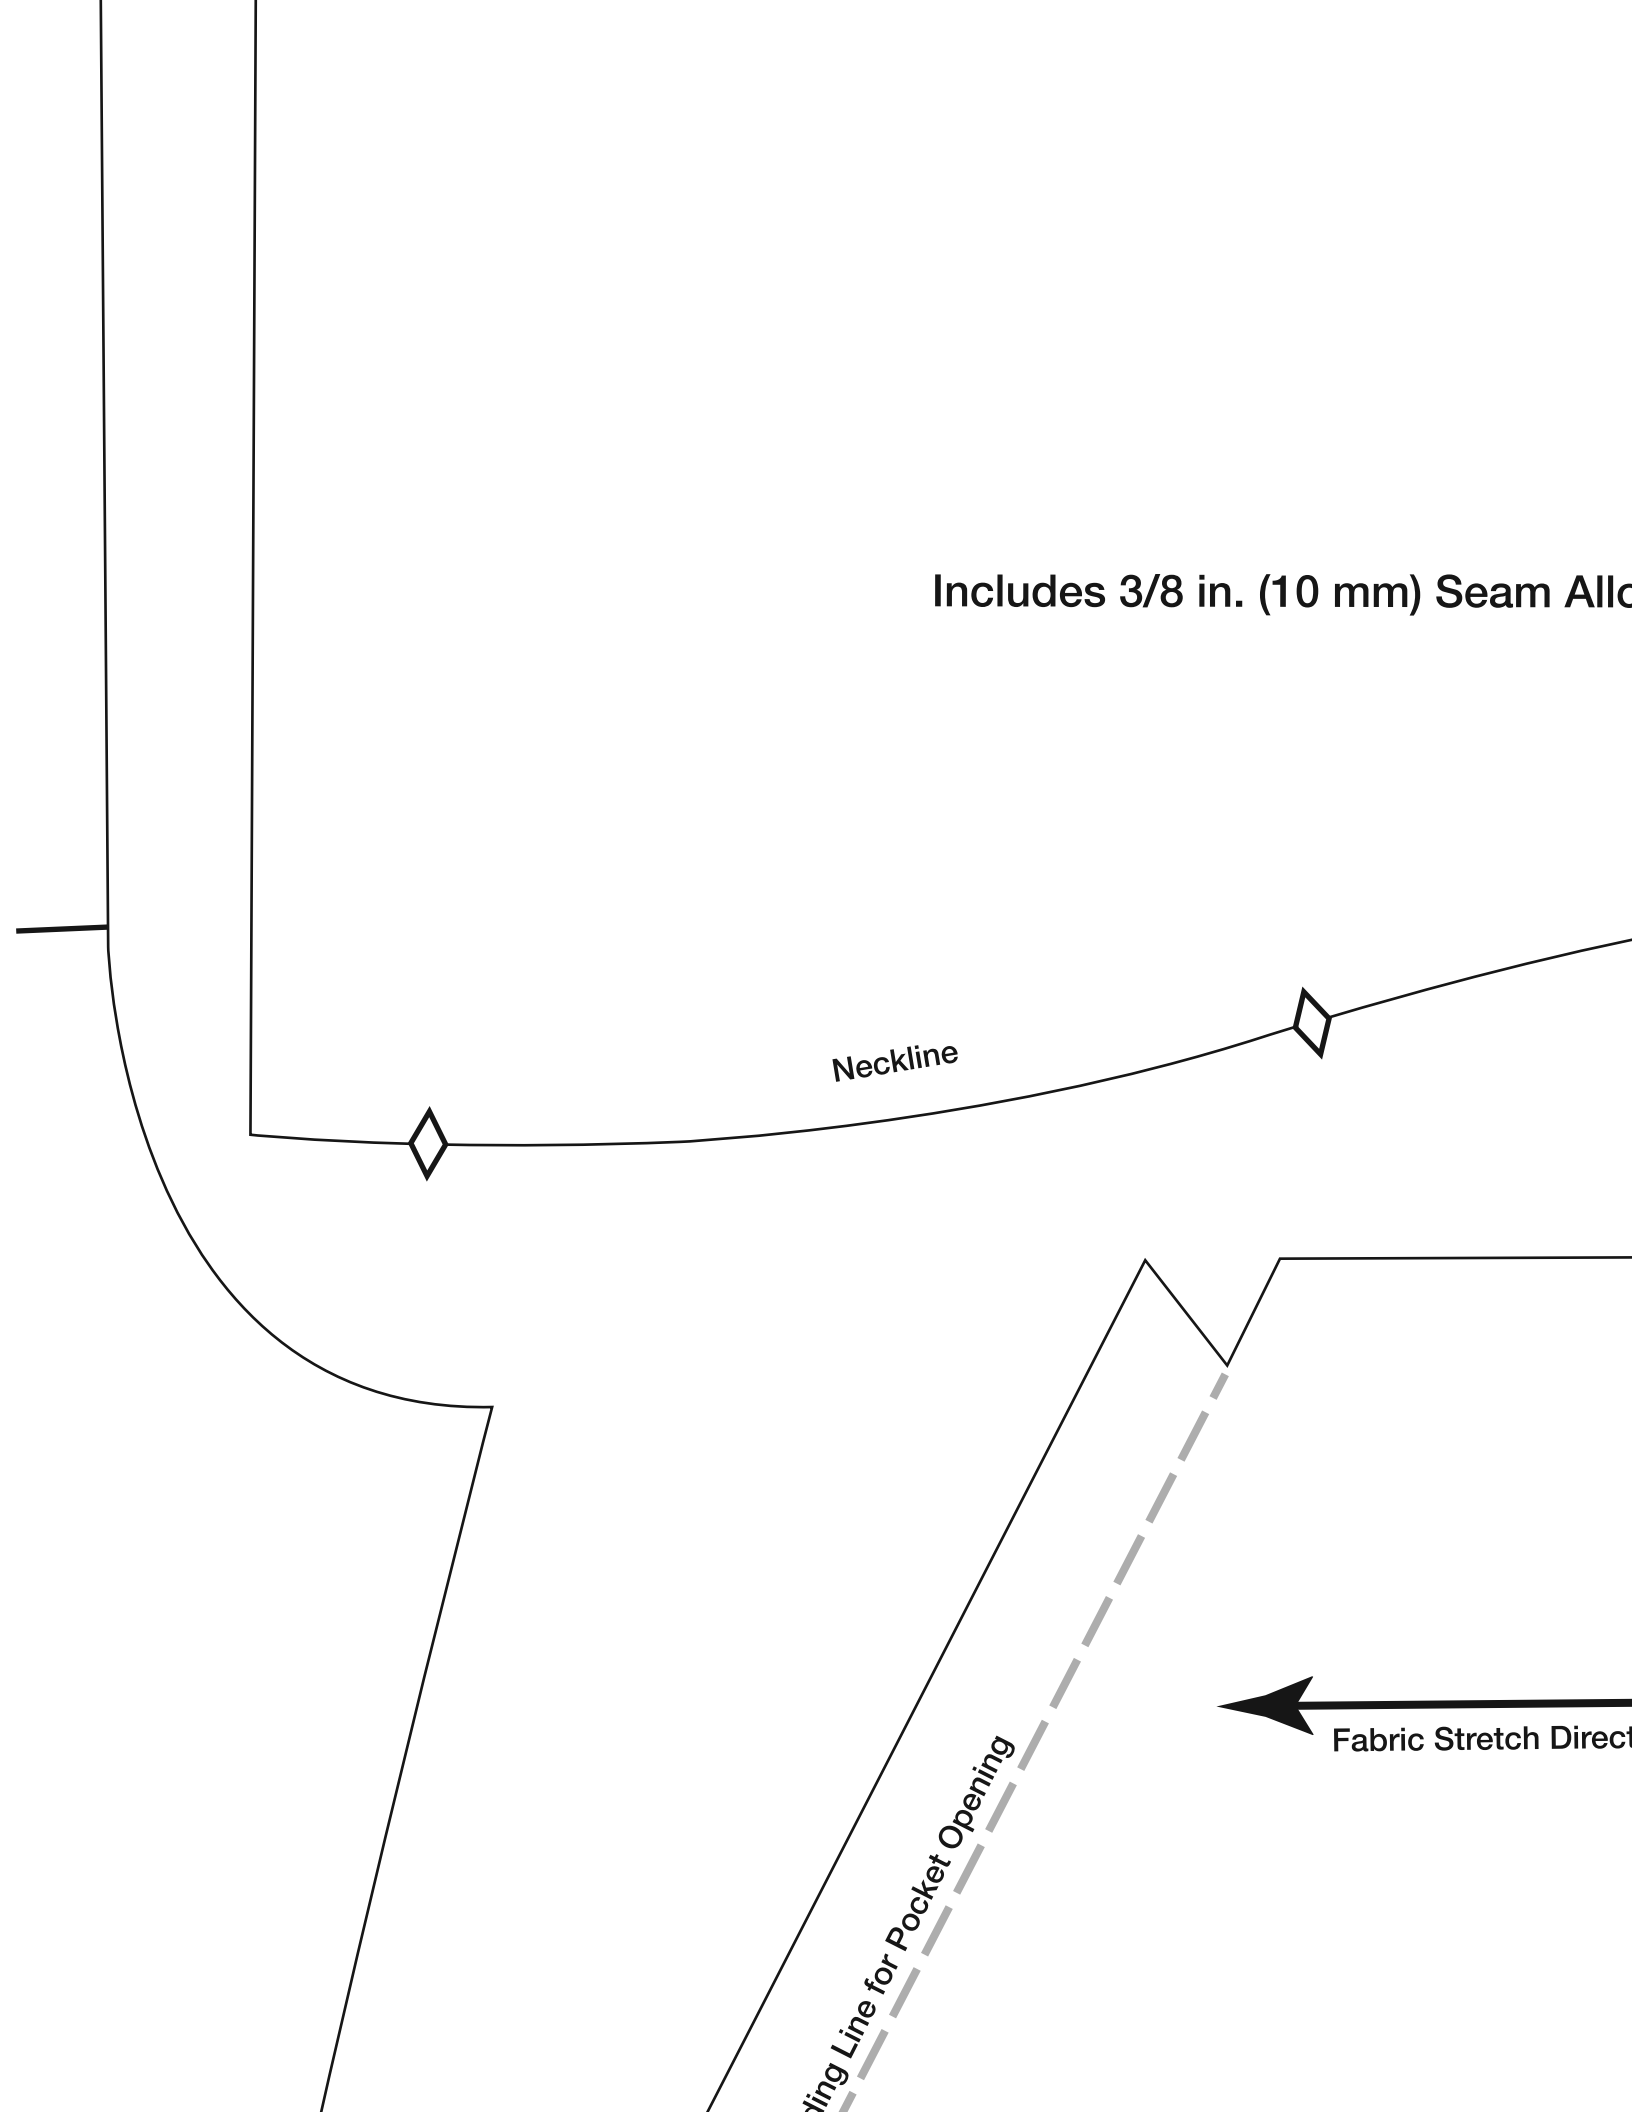 Includes 3/8 in. (10 mm) Seam Allo
Neckline
Fabric Stretch Direct
ding Line for Pocket Opening